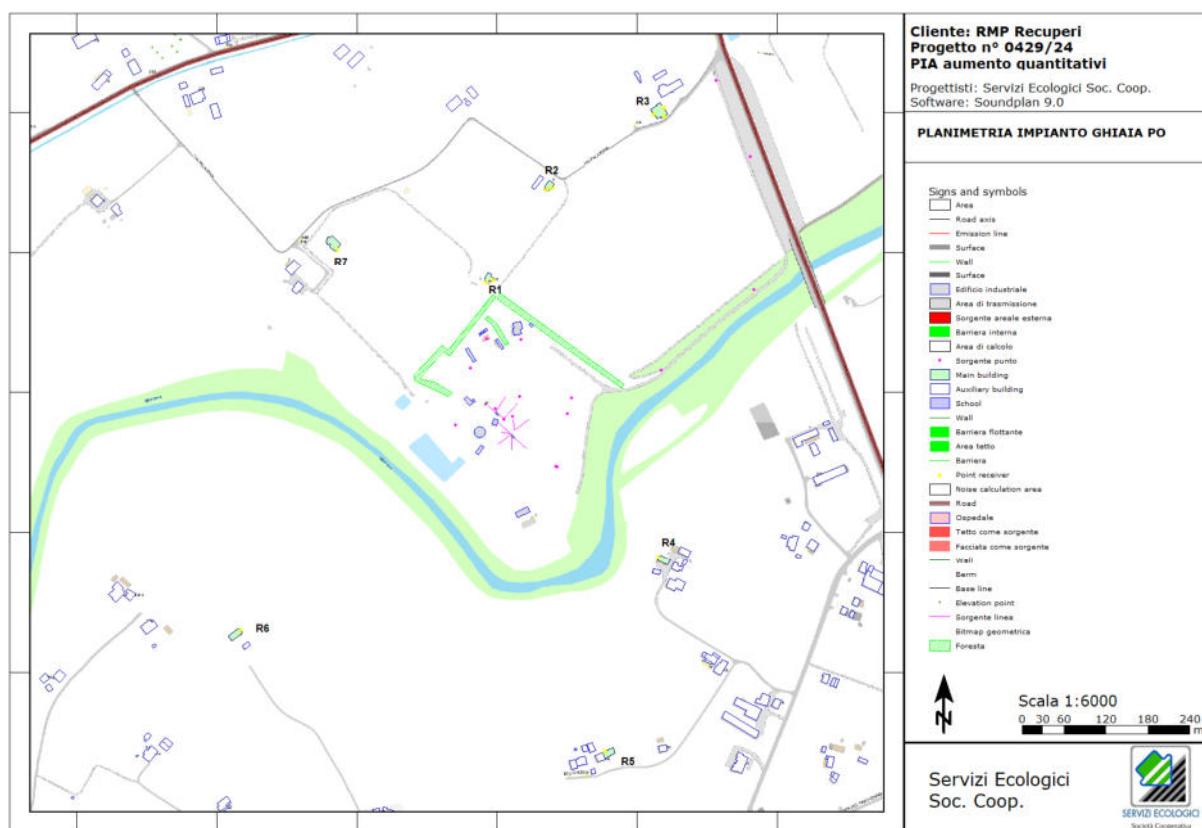 Cliente: RMP Recuperi
Progetto n° 0429/24
PIA aumento quantitativi
Progettisti: Servizi Ecologici Soc. Coop.
Software: Soundplan 9.0
PLANIMETRIA IMPIANTO GHIAIA PO
Signs and symbols
Area
Road axis
Emission line
Surface
Wall
Surface
Edificio industriale
Area di trasmissione
Sorgente areale esterna
Barriera interna
Area di calcolo
Sorgente punto
Main building
Auxiliary building
School
Wall
Barriera flottante
Area tetto
Barriera
Point receiver
Noise calculation area
Road
Ospedale
Tetto come sorgente
Facciata come sorgente
Wall
Berm
Base line
Elevation point
Sorgente linea
Bitmap geometrica
Foresta
R3
R2
R7
R1
R4
R6
R5
N
Scala 1:6000
0 30 60 120 180 240
m
Servizi Ecologici
Soc. Coop.
SERVIZI ECOLOGICI
Società Cooperativa